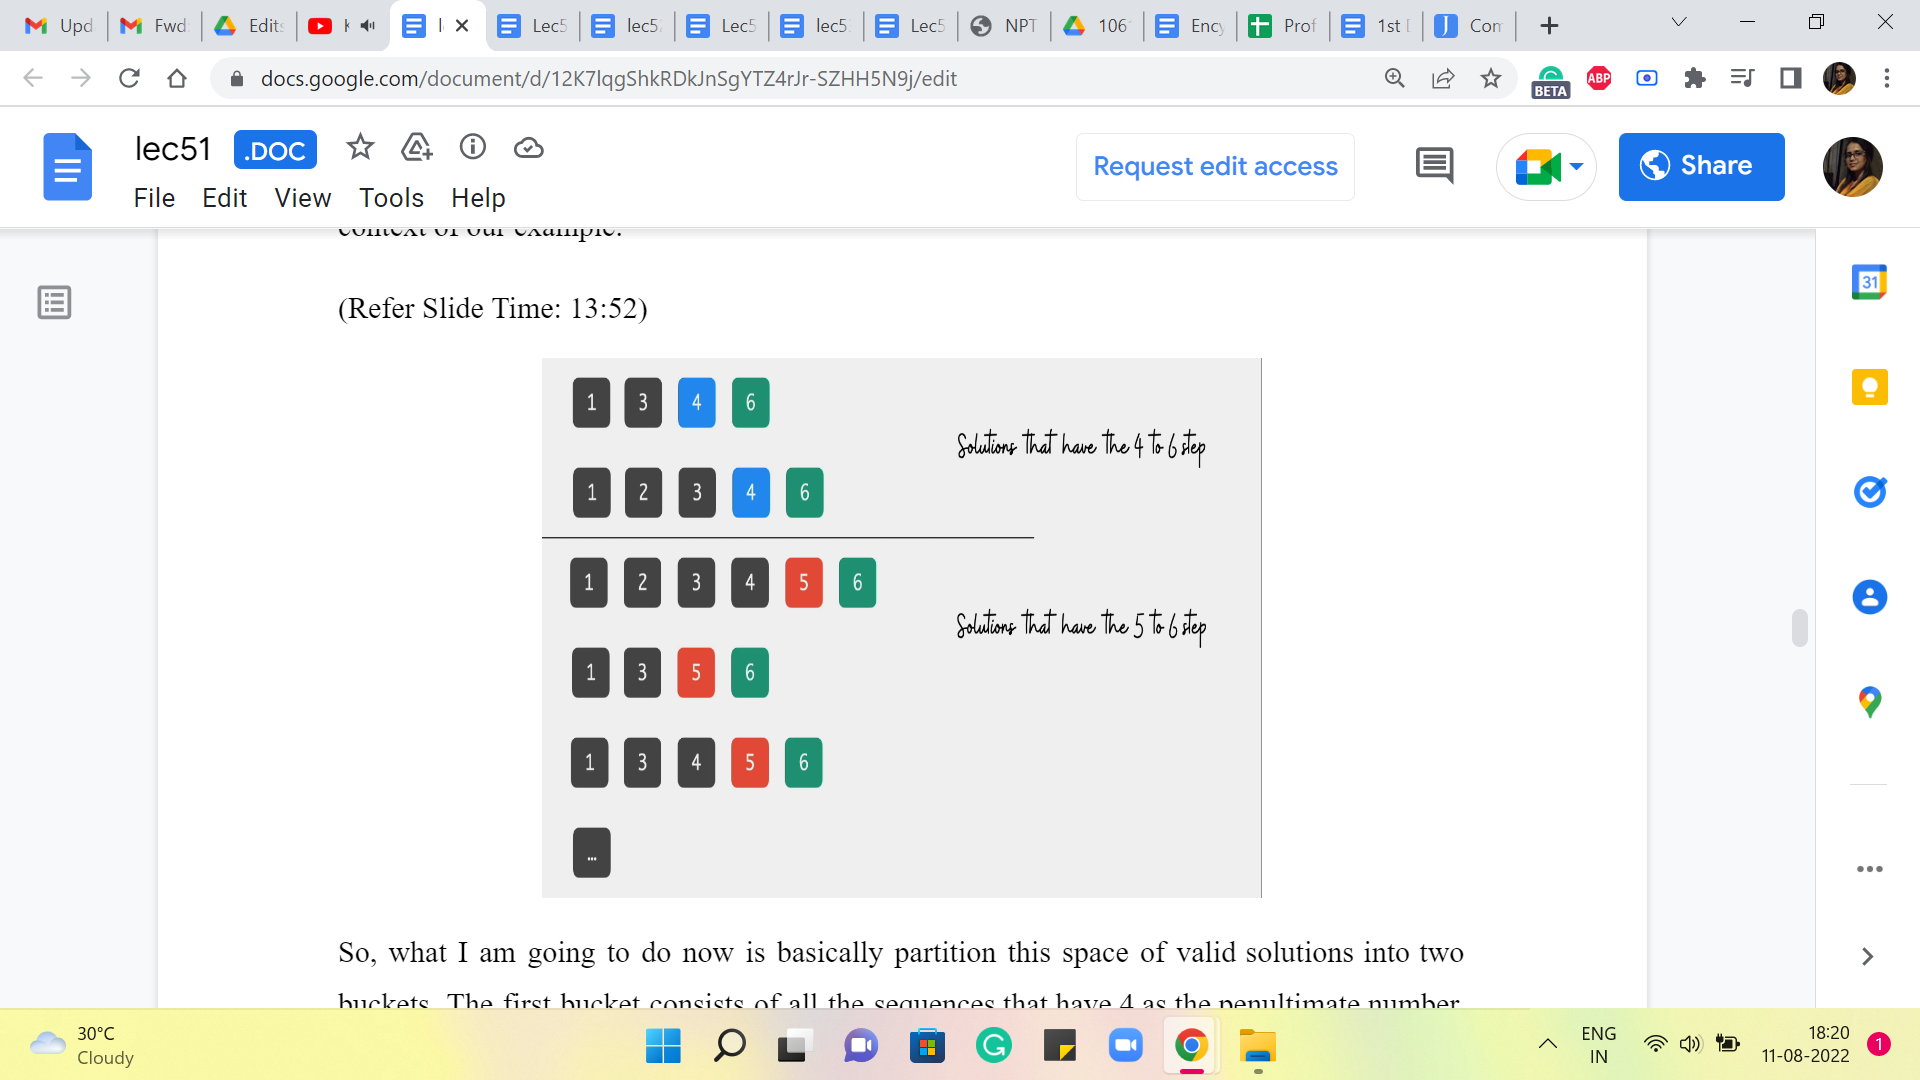 Upd
Fwd
Edits
lec5
Lec5
lec5
Lec5
NPT
106
Ency
Prof
1st
Con
docs.google.com/document/d/12K7lqgShkRDkJnSgYTZ4rJr-SZHH5N9j/edit
BETA
ABP
lec51
.DOC
File Edit View Tools Help
Request edit access
Share
31
context of our example.
(Refer Slide Time: 13:52)
1 3 4 6
Solutions that have the 4 to 6 step
1 2 3 4 6
1 2 3 4 5 6
Solutions that have the 5 to 6 step
1 3 5 6
1 3 4 5 6
...
So, what I am going to do now is basically partition this space of valid solutions into two
buckets. The first bucket consists of all the sequences that have 4 as the penultimate number.
30°C
Cloudy
ENG
IN
18:20
11-08-2022
1